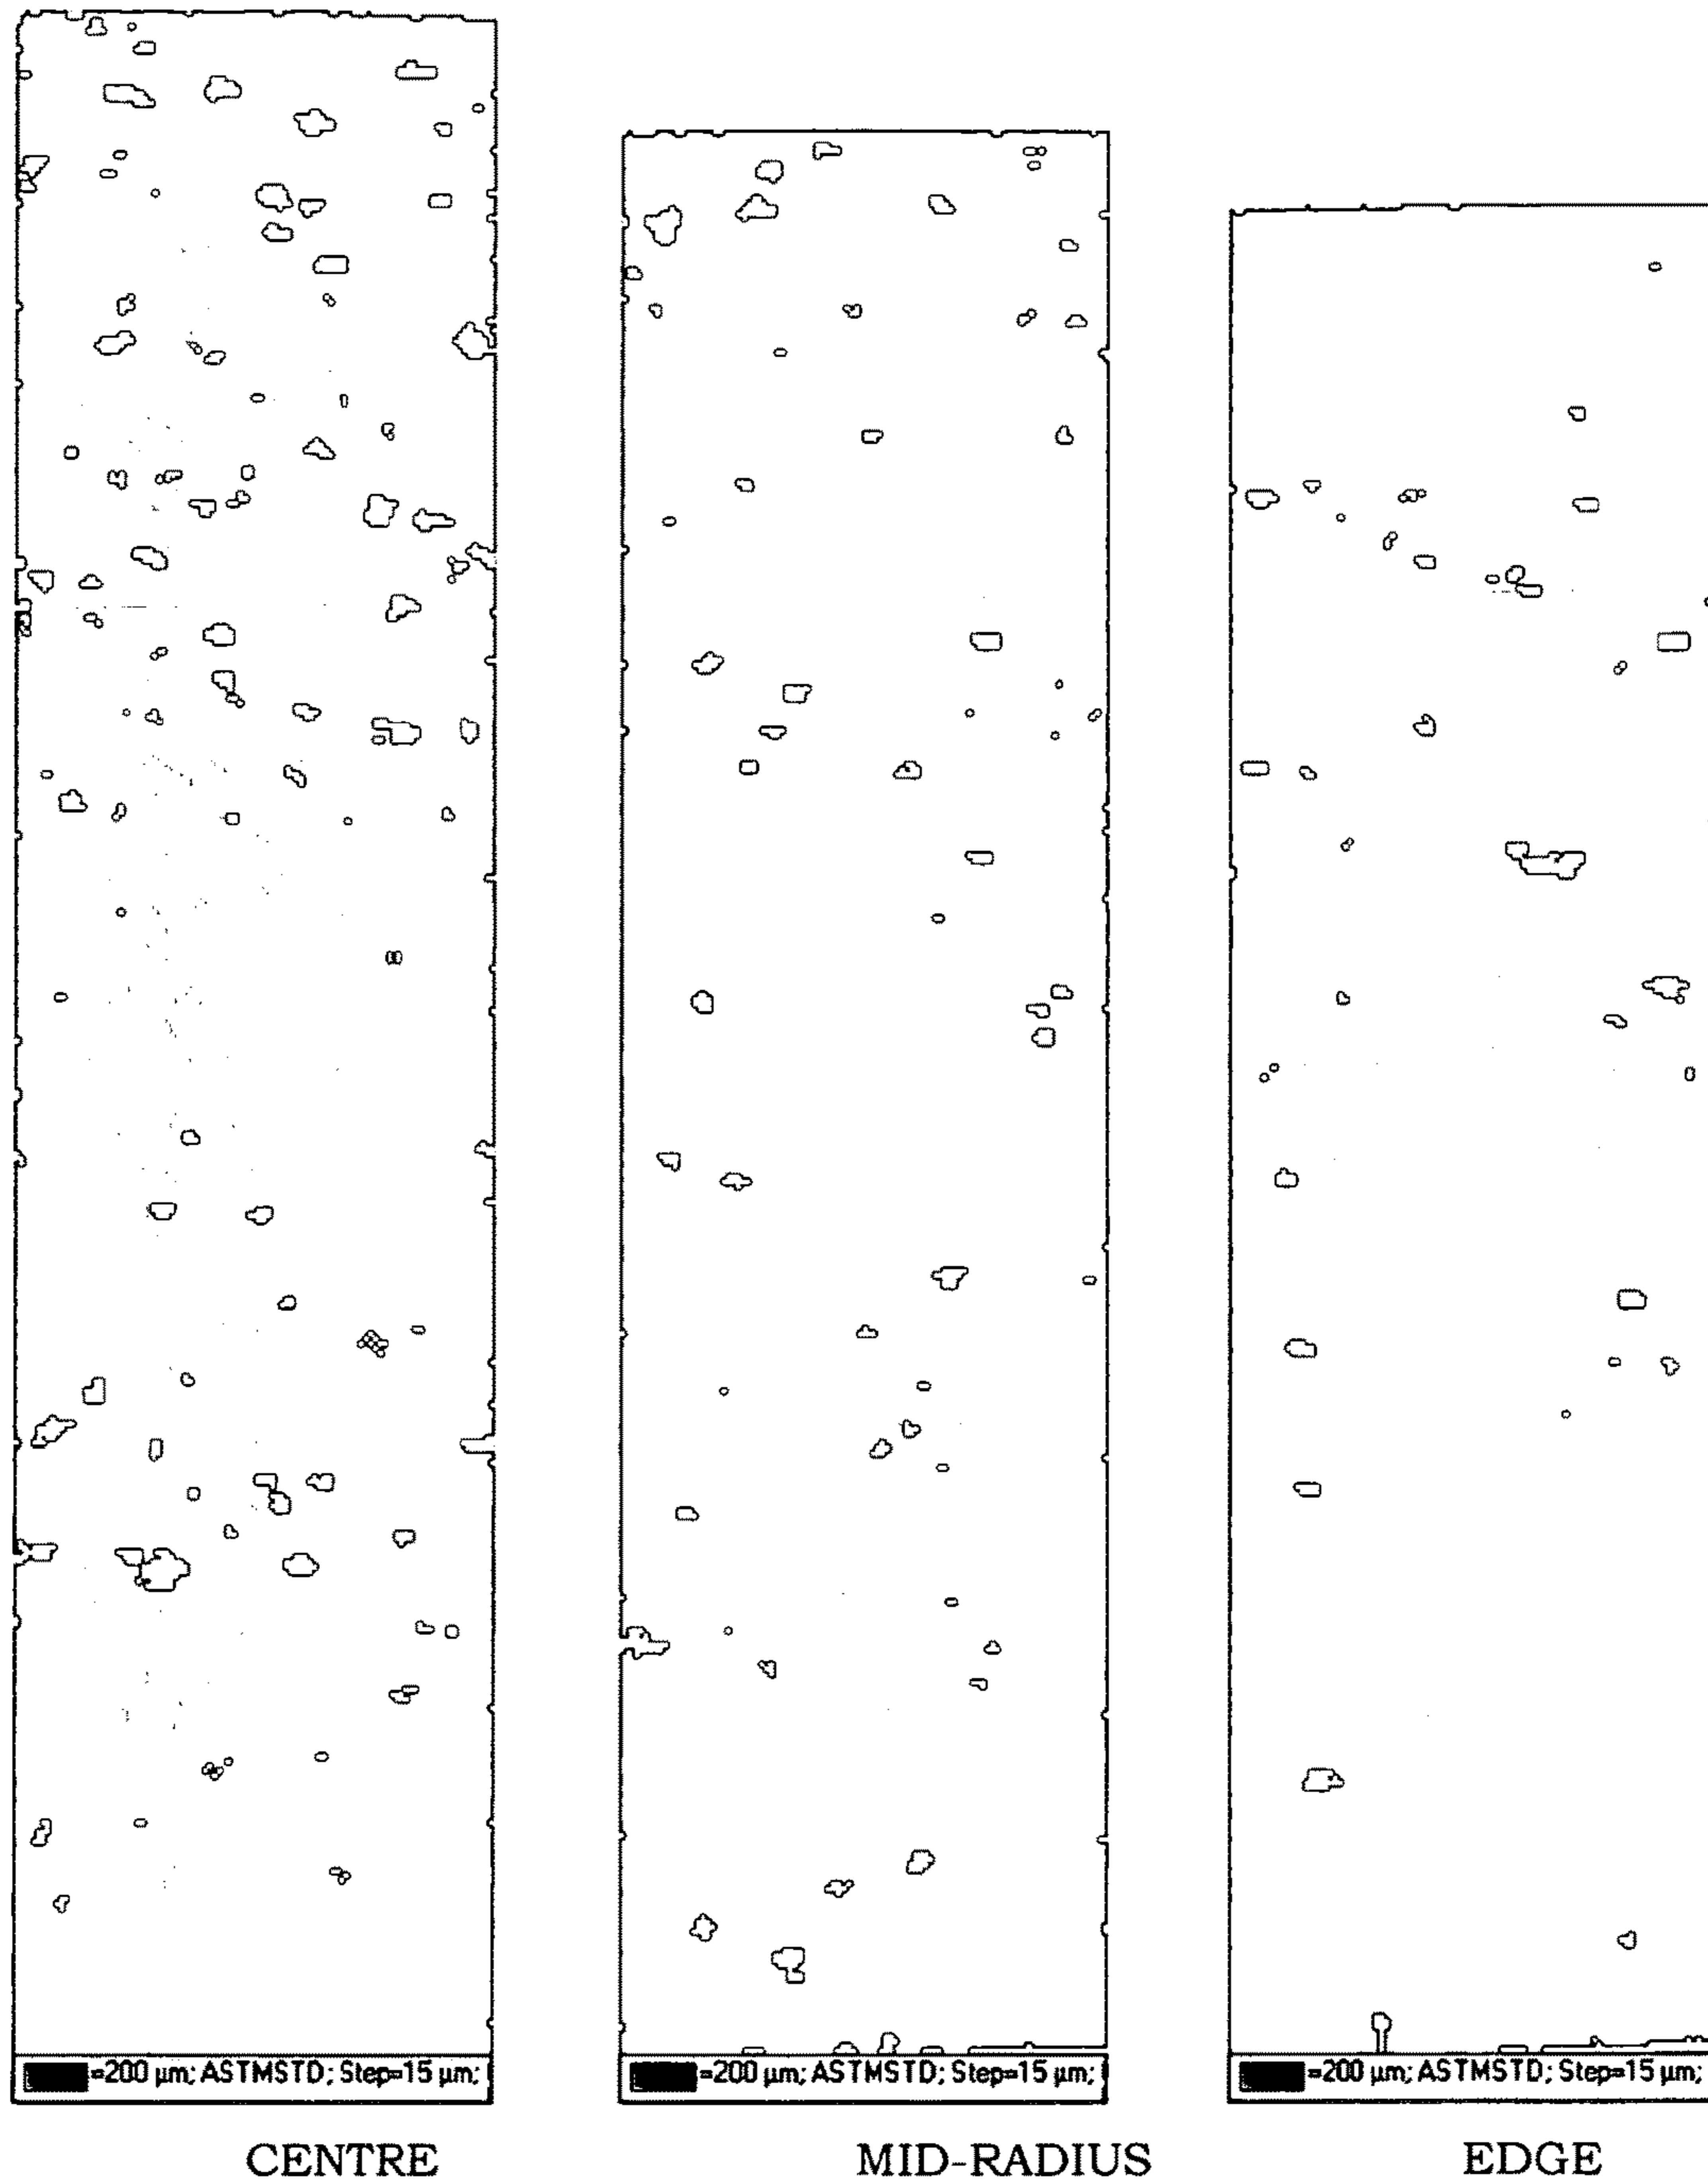 =200 µm; ASTMSTD; Step=15 µm;
=200 µm; ASTMSTD; Step=15 µm;
=200 µm; ASTMSTD; Step=15 µm;
CENTRE
MID-RADIUS
EDGE